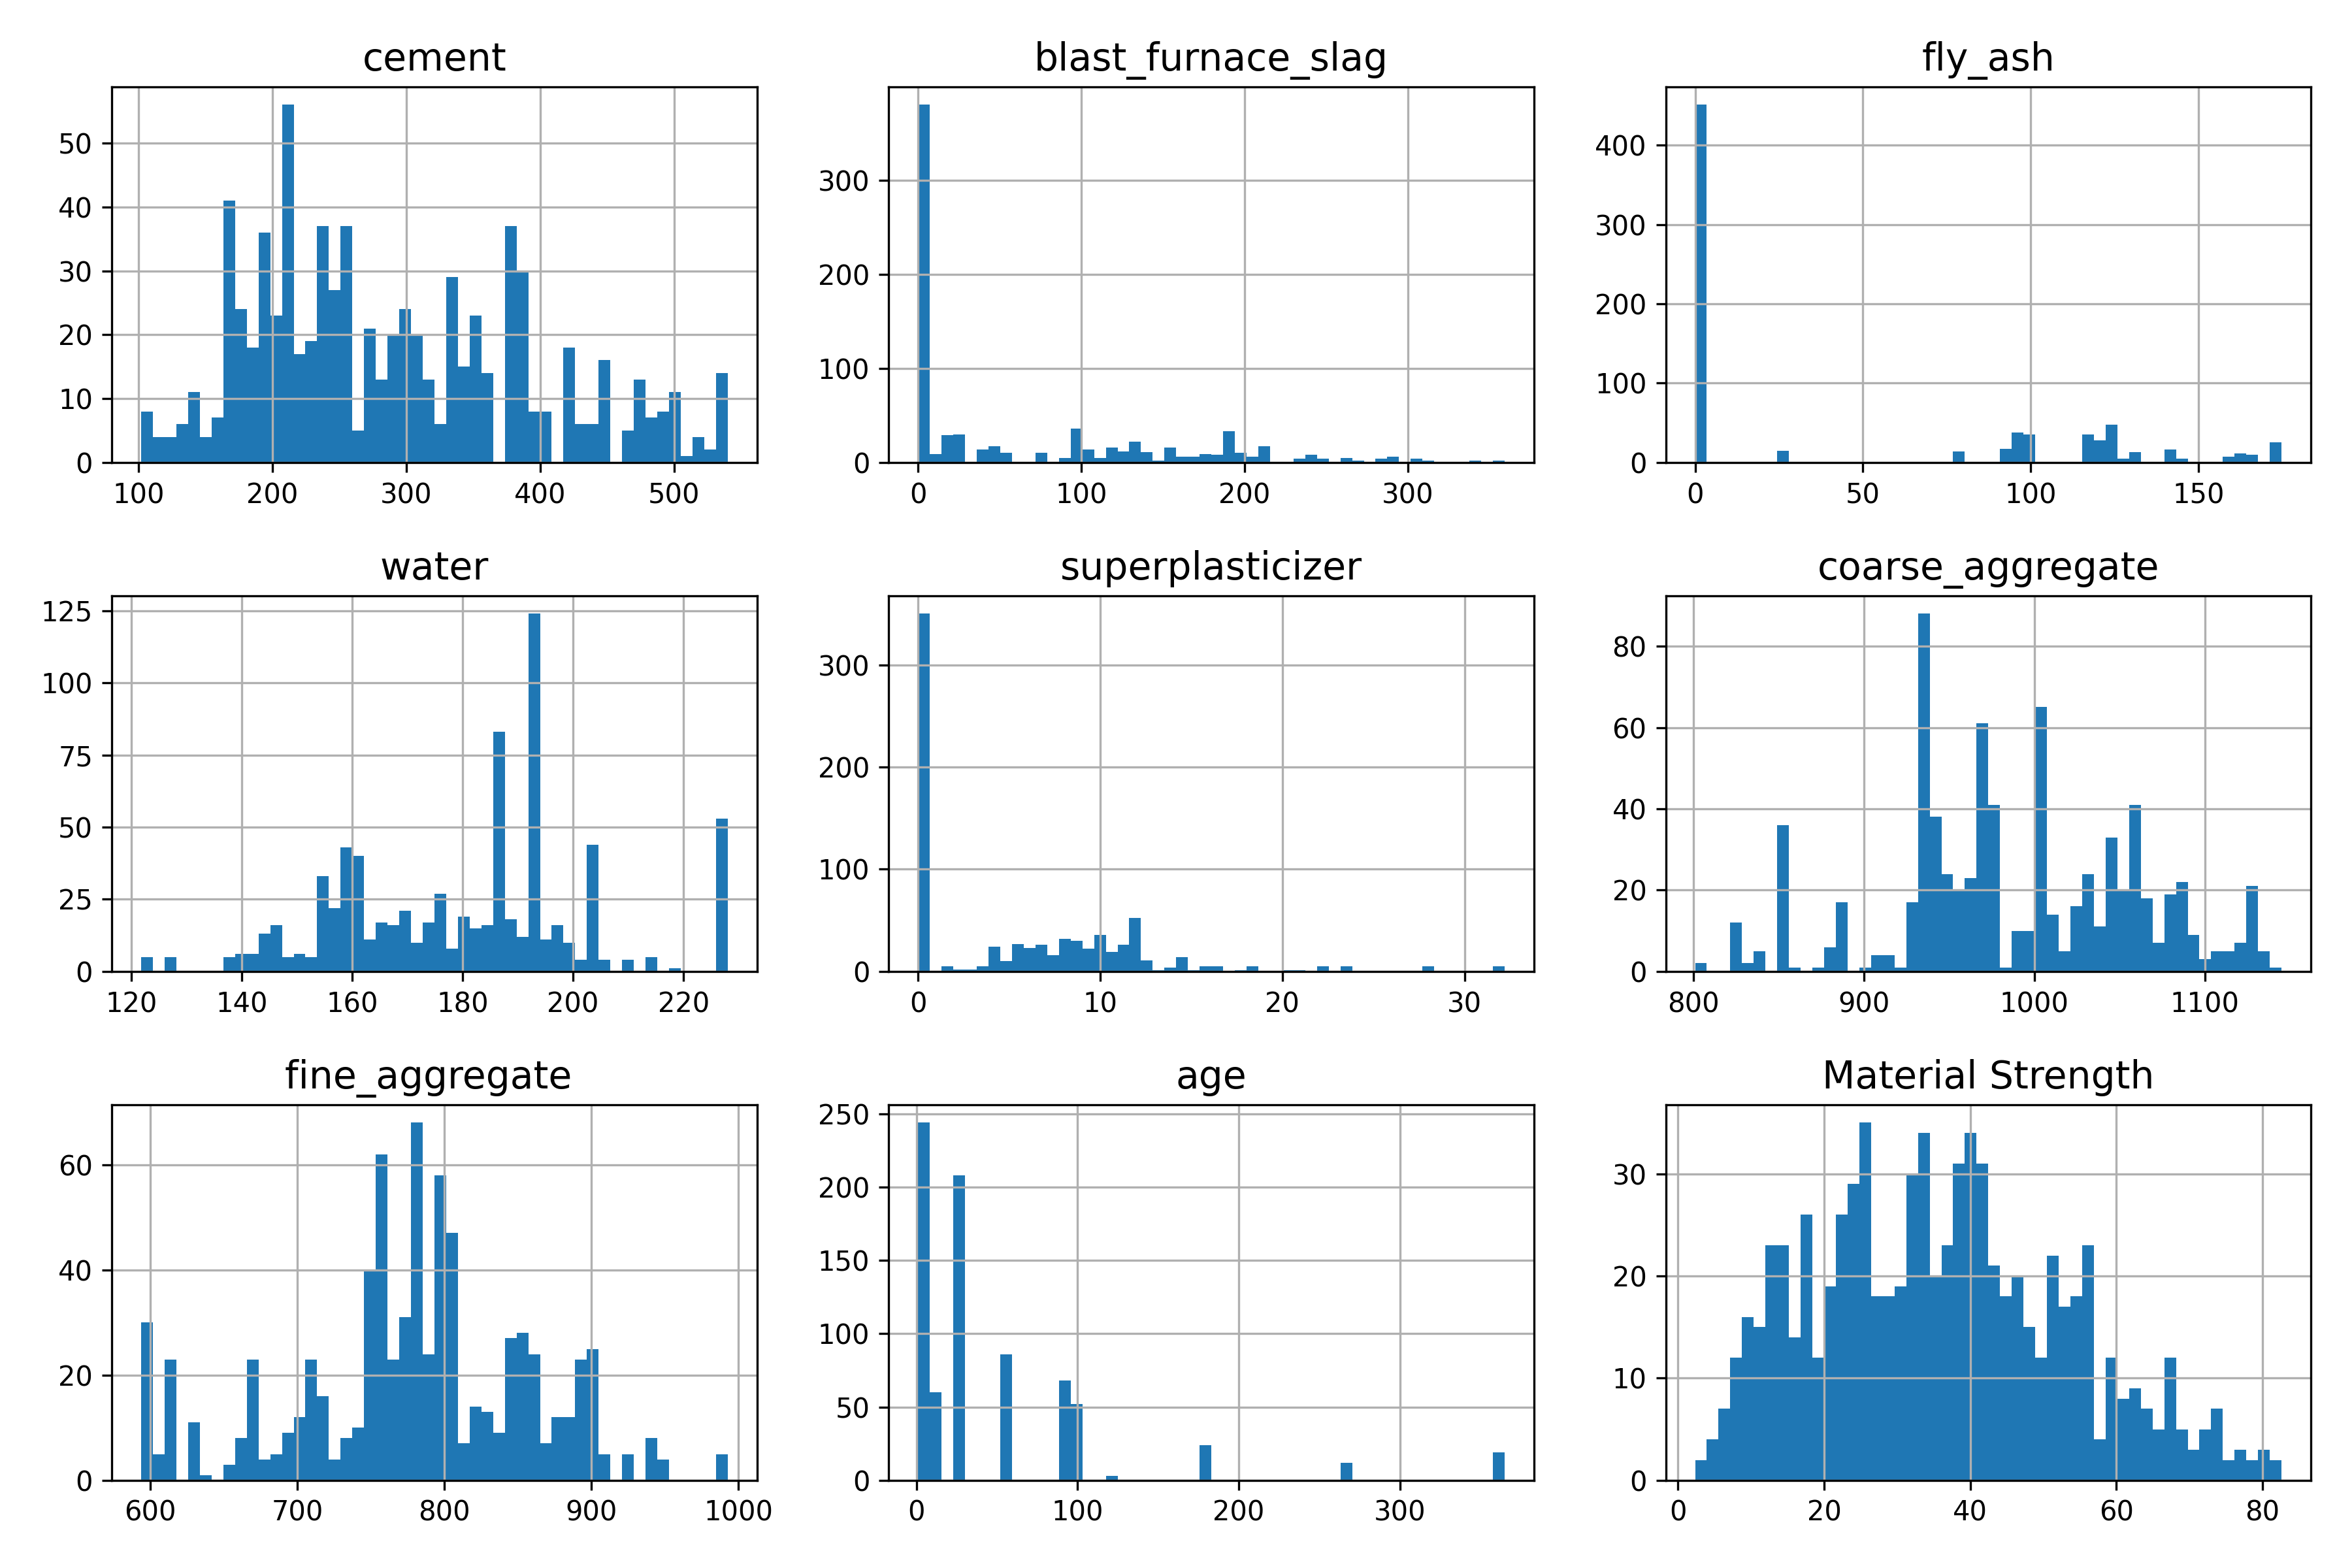 cement
50
40
30
20
10
0
100 200 300 400 500
blast_furnace_slag
300
200
100
0
0 100 200 300
fly_ash
400
300
200
100
0
0 50 100 150
water
125
100
75
50
25
0
120 140 160 180 200 220
superplasticizer
300
200
100
0
0 10 20 30
coarse_aggregate
80
60
40
20
0
800 900 1000 1100
fine_aggregate
60
40
20
0
600 700 800 900 1000
age
250
200
150
100
50
0
0 100 200 300
Material Strength
30
20
10
0
0 20 40 60 80